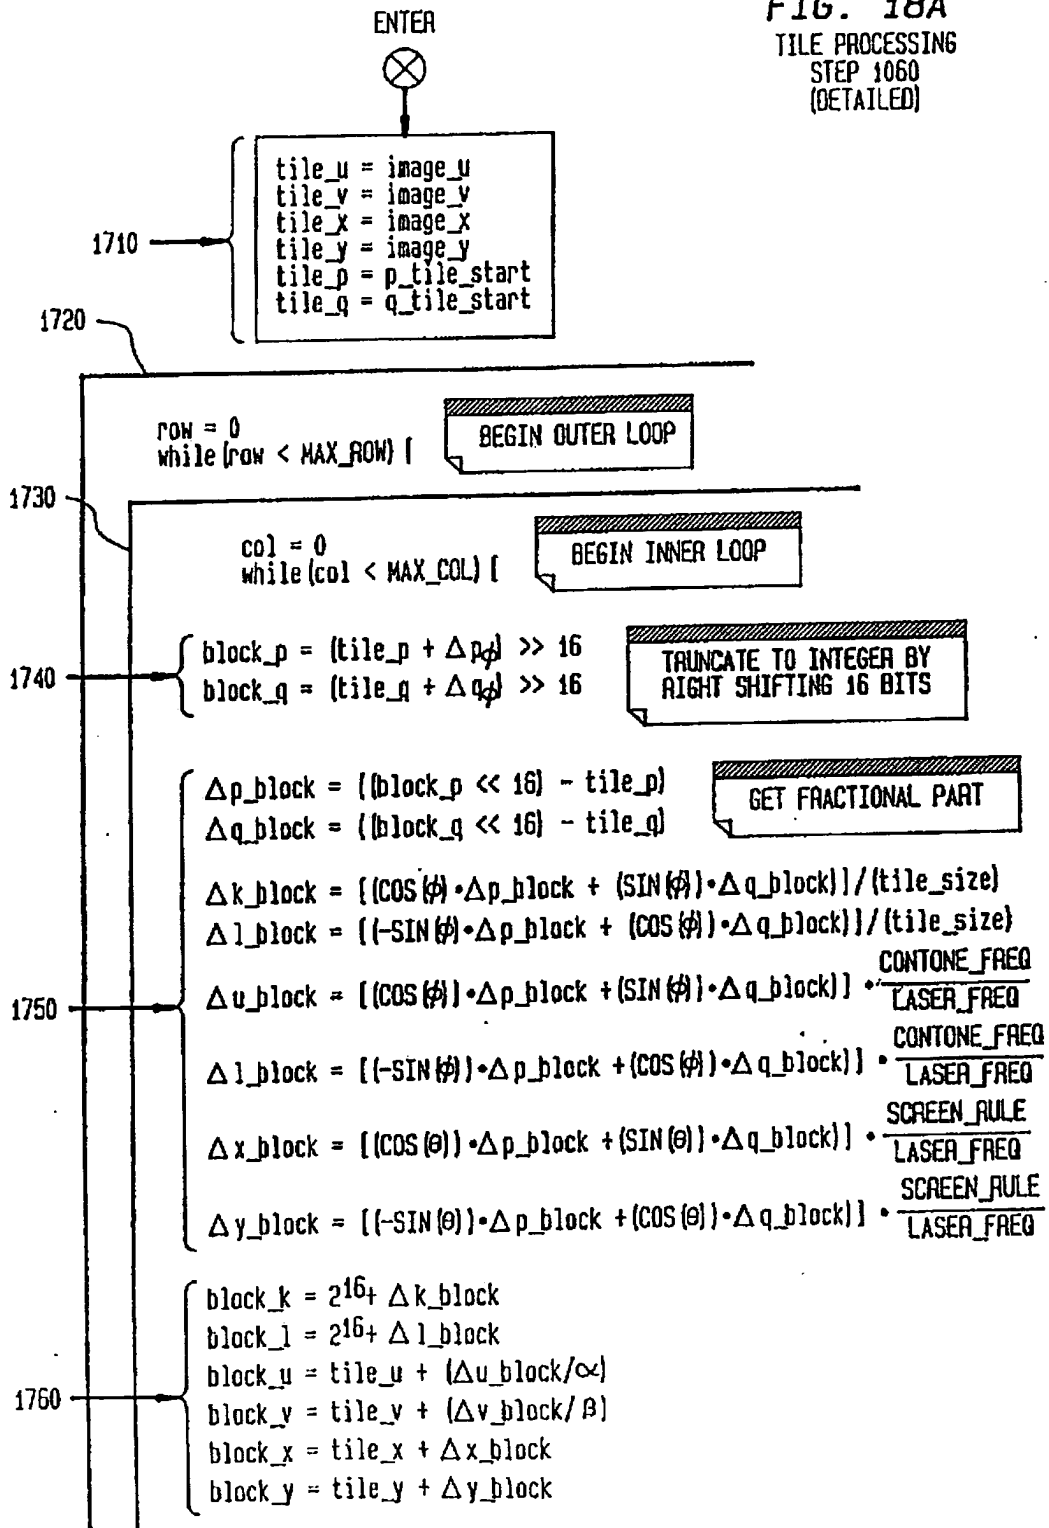 FIG. 18A
TILE PROCESSING
STEP 1060
(DETAILED)
ENTER
1710
tile_u = image_u
tile_v = image_v
tile_x = image_x
tile_y = image_y
tile_p = p_tile_start
tile_q = q_tile_start
1720
row = 0
while (row < MAX_ROW) [
BEGIN OUTER LOOP
1730
col = 0
while (col < MAX_COL) [
BEGIN INNER LOOP
1740
block_p = (tile_p + Δpϕ) >> 16
block_q = (tile_q + Δqϕ) >> 16
TRUNCATE TO INTEGER BY
RIGHT SHIFTING 16 BITS
1750
Δp_block = ((block_p << 16) - tile_p)
Δq_block = ((block_q << 16) - tile_q)
GET FRACTIONAL PART
Δk_block = [(COS(ϕ)•Δp_block + (SIN(ϕ))•Δq_block)]/(tile_size)
Δl_block = [(-SIN(ϕ)•Δp_block + (COS(ϕ))•Δq_block)]/(tile_size)
Δu_block = [(COS(ϕ))•Δp_block +(SIN(ϕ))•Δq_block)] • CONTONE_FREQ/LASER_FREQ
Δl_block = [(-SIN(ϕ))•Δp_block +(COS(ϕ))•Δq_block)] • CONTONE_FREQ/LASER_FREQ
Δx_block = [(COS(θ))•Δp_block +(SIN(θ))•Δq_block)] • SCREEN_RULE/LASER_FREQ
Δy_block = [(-SIN(θ))•Δp_block +(COS(θ))•Δq_block)] • SCREEN_RULE/LASER_FREQ
1760
block_k = 2¹⁶+ Δk_block
block_l = 2¹⁶+ Δl_block
block_u = tile_u + (Δu_block/α)
block_v = tile_v + (Δv_block/β)
block_x = tile_x + Δx_block
block_y = tile_y + Δy_block